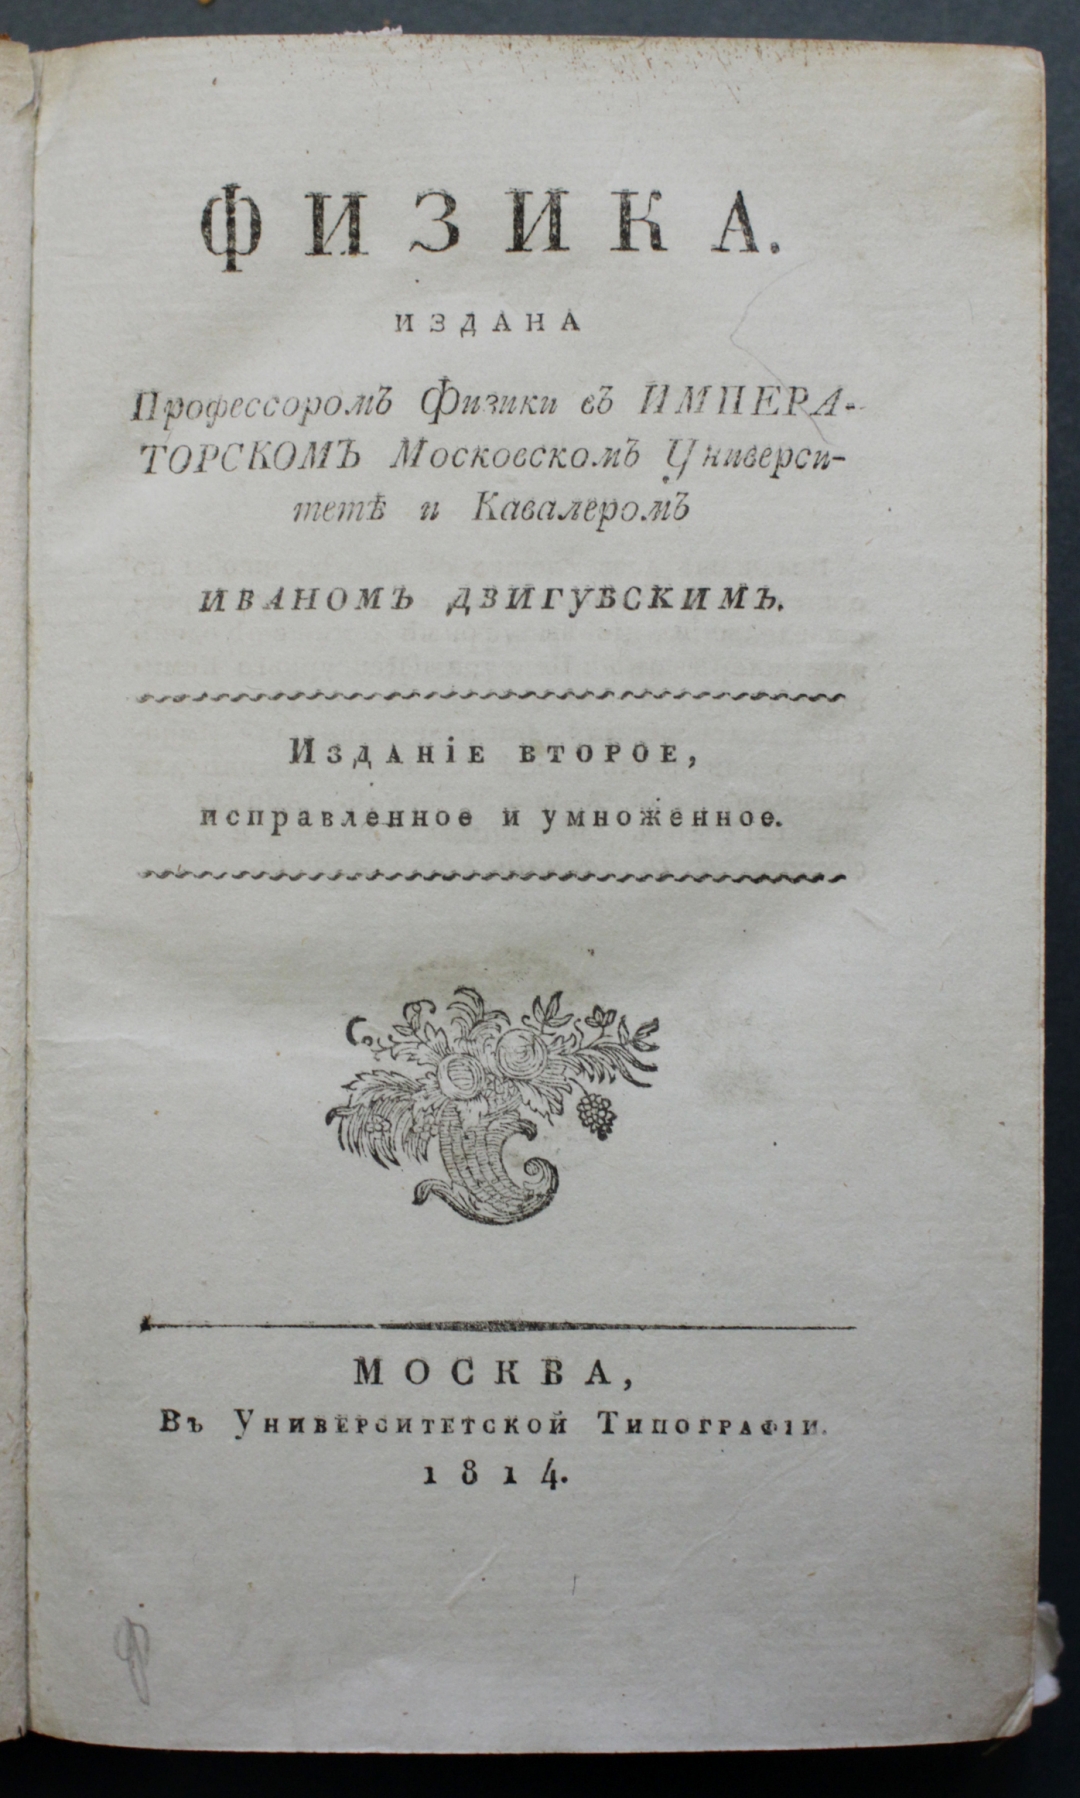 ФИЗИКА.
ИЗДАНА
Профессоромъ Физики въ ИМПЕРА-
ТОРСКОМЪ Московскомъ Универси-
тетѣ и Кавалеромъ
ИВАНОМЪ ДВИГУБСКИМЪ.
ИЗДАНІЕ ВТОРОЕ,
исправленное и умноженное.
МОСКВА,
Въ Университетской Типографіи.
1814.